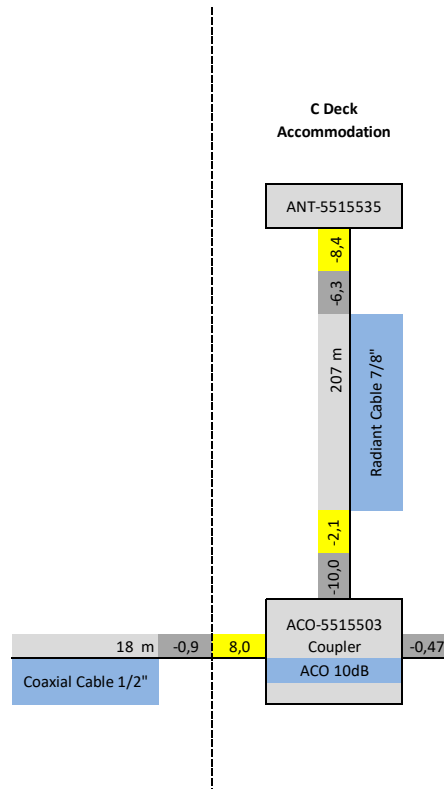 C Deck
Accommodation
ANT-5515535
-8,4
-6,3
207 m
Radiant Cable 7/8"
-2,1
-10,0
ACO-5515503
Coupler
ACO 10dB
18 m
-0,9
8,0
-0,47
Coaxial Cable 1/2"